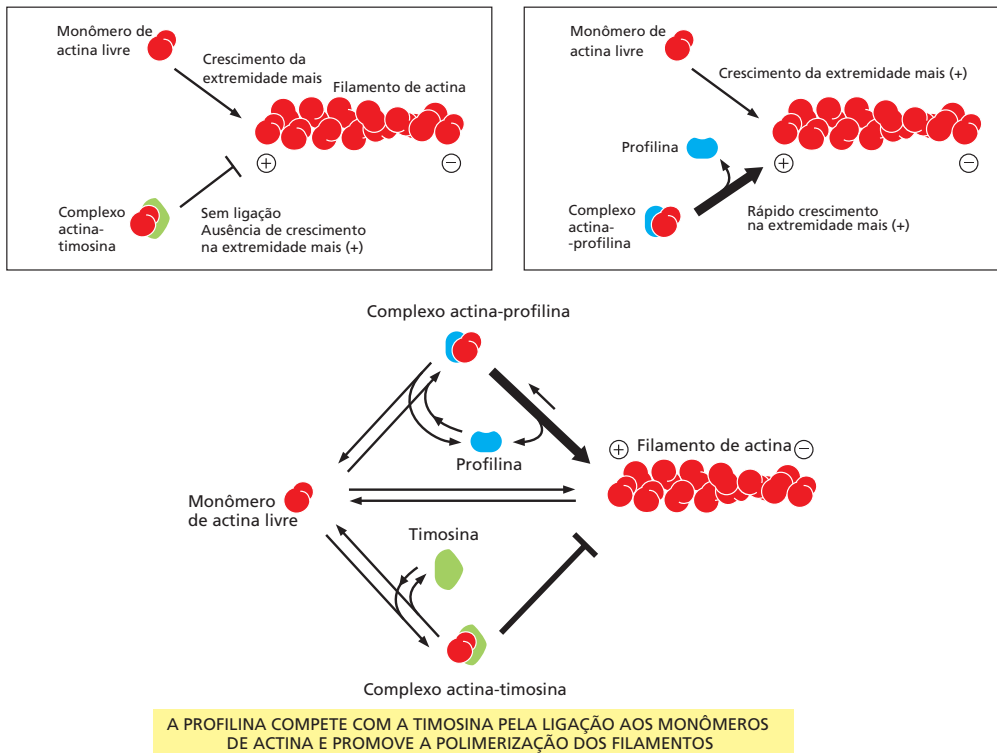 Monômero de
actina livre
Crescimento da
extremidade mais
Filamento de actina
+
−
Complexo
actina-
timosina
Sem ligação
Ausência de crescimento
na extremidade mais (+)
Monômero de
actina livre
Crescimento da extremidade mais (+)
Profilina
+
−
Complexo
actina-
-profilina
Rápido crescimento
na extremidade mais (+)
Complexo actina-profilina
Profilina
+ Filamento de actina −
Monômero
de actina livre
Timosina
Complexo actina-timosina
A PROFILINA COMPETE COM A TIMOSINA PELA LIGAÇÃO AOS MONÔMEROS
DE ACTINA E PROMOVE A POLIMERIZAÇÃO DOS FILAMENTOS